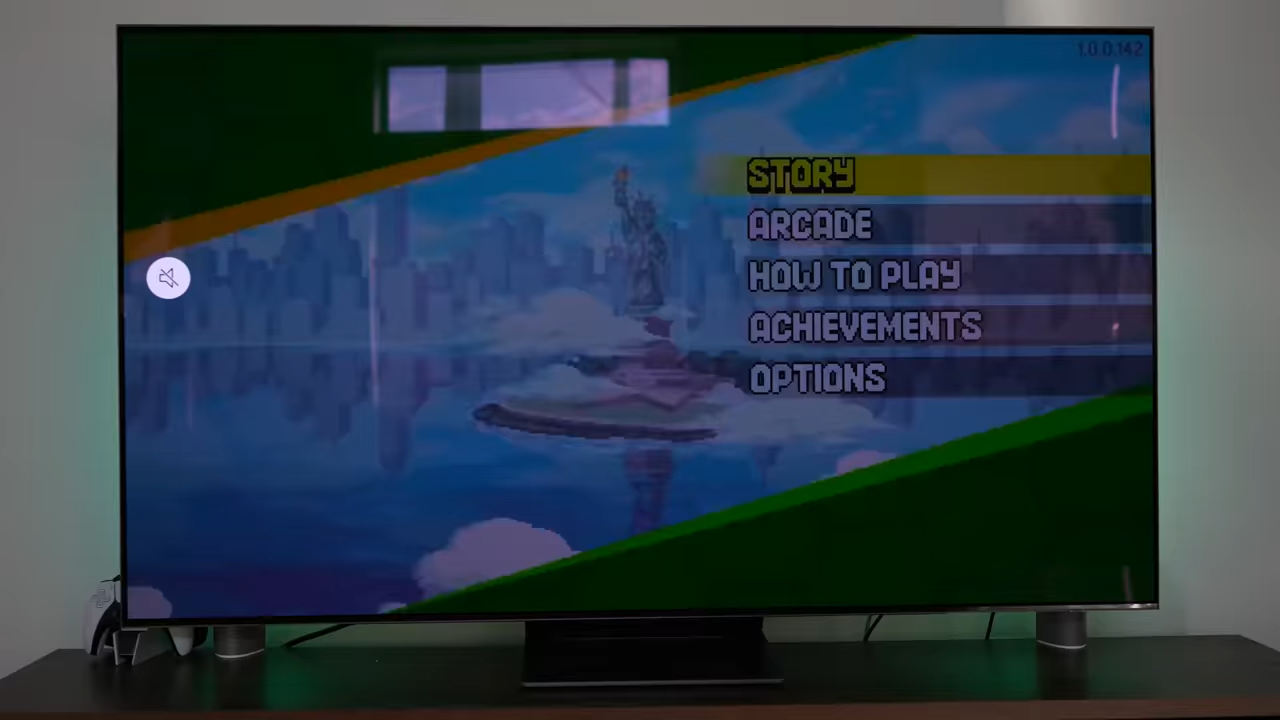 1.0.0.142
STORY
ARCADE
HOW TO PLAY
ACHIEVEMENTS
OPTIONS